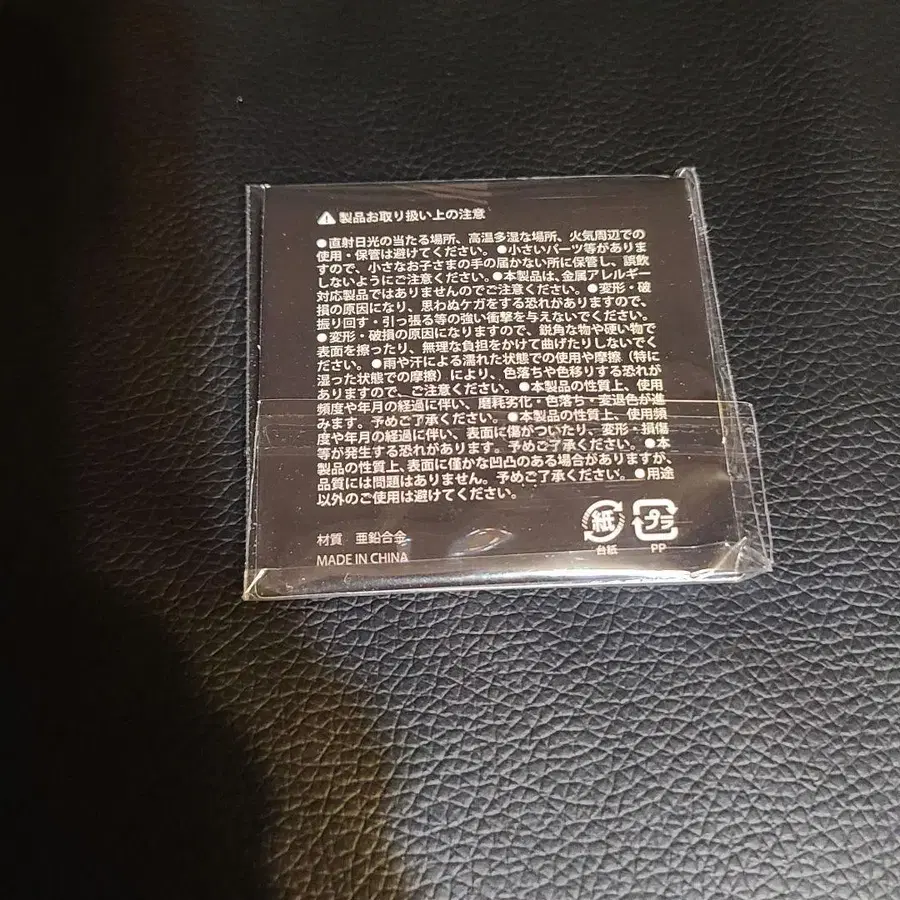 製品お取り扱い上の注意
●直射日光の当たる場所、高温多湿な場所、火気周辺での
使用・保管は避けてください。●小さいパーツ等がありま
すので、小さなお子さまの手の届かない所に保管し、誤飲
しないようにご注意ください。●本製品は、金属アレルギー
対応製品ではありませんのでご注意ください。●変形・破
損の原因になり、思わぬケガをする恐れがありますので、
振り回す・引っ張る等の強い衝撃を与えないでください。
●変形・破損の原因になりますので、鋭角な物や硬い物で
表面を擦ったり、無理な負担をかけて曲げたりしないでく
ださい。●雨や汗による濡れた状態での使用や摩擦（特に
湿った状態での摩擦）により、色落ちや色移りする恐れが
ありますので、ご注意ください。●本製品の性質上、使用
頻度や年月の経過に伴い、磨耗劣化・色落ち・変退色が進
みます。予めご了承ください。●本製品の性質上、使用頻
度や年月の経過に伴い、表面に傷がついたり、変形・損傷
等が発生する恐れがあります。予めご了承ください。●本
製品の性質上、表面に僅かな凹凸のある場合がありますが、
品質には問題はありません。予めご了承ください。●用途
以外のご使用は避けてください。
材質 亜鉛合金
MADE IN CHINA
紙
台紙
プラ
PP